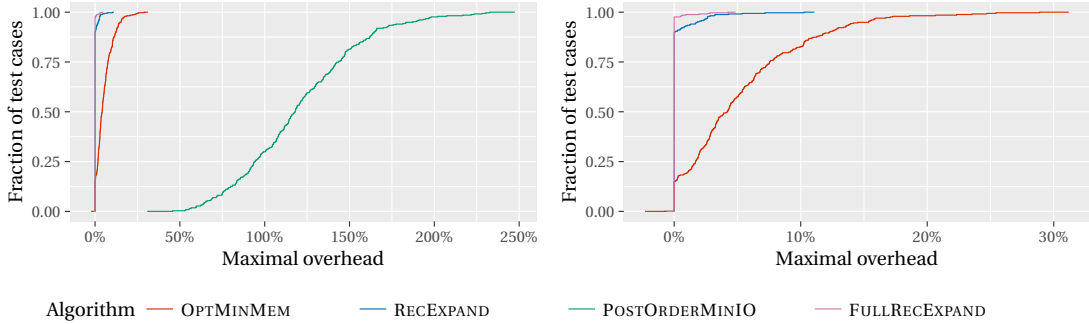 1.00
0.75
0.50
0.25
0.00
Fraction of test cases
0% 50% 100% 150% 200% 250%
Maximal overhead
1.00
0.75
0.50
0.25
0.00
Fraction of test cases
0% 10% 20% 30%
Maximal overhead
Algorithm OPTMINMEM RECEXPAND POSTORDERMINIO FULLRECEXPAND